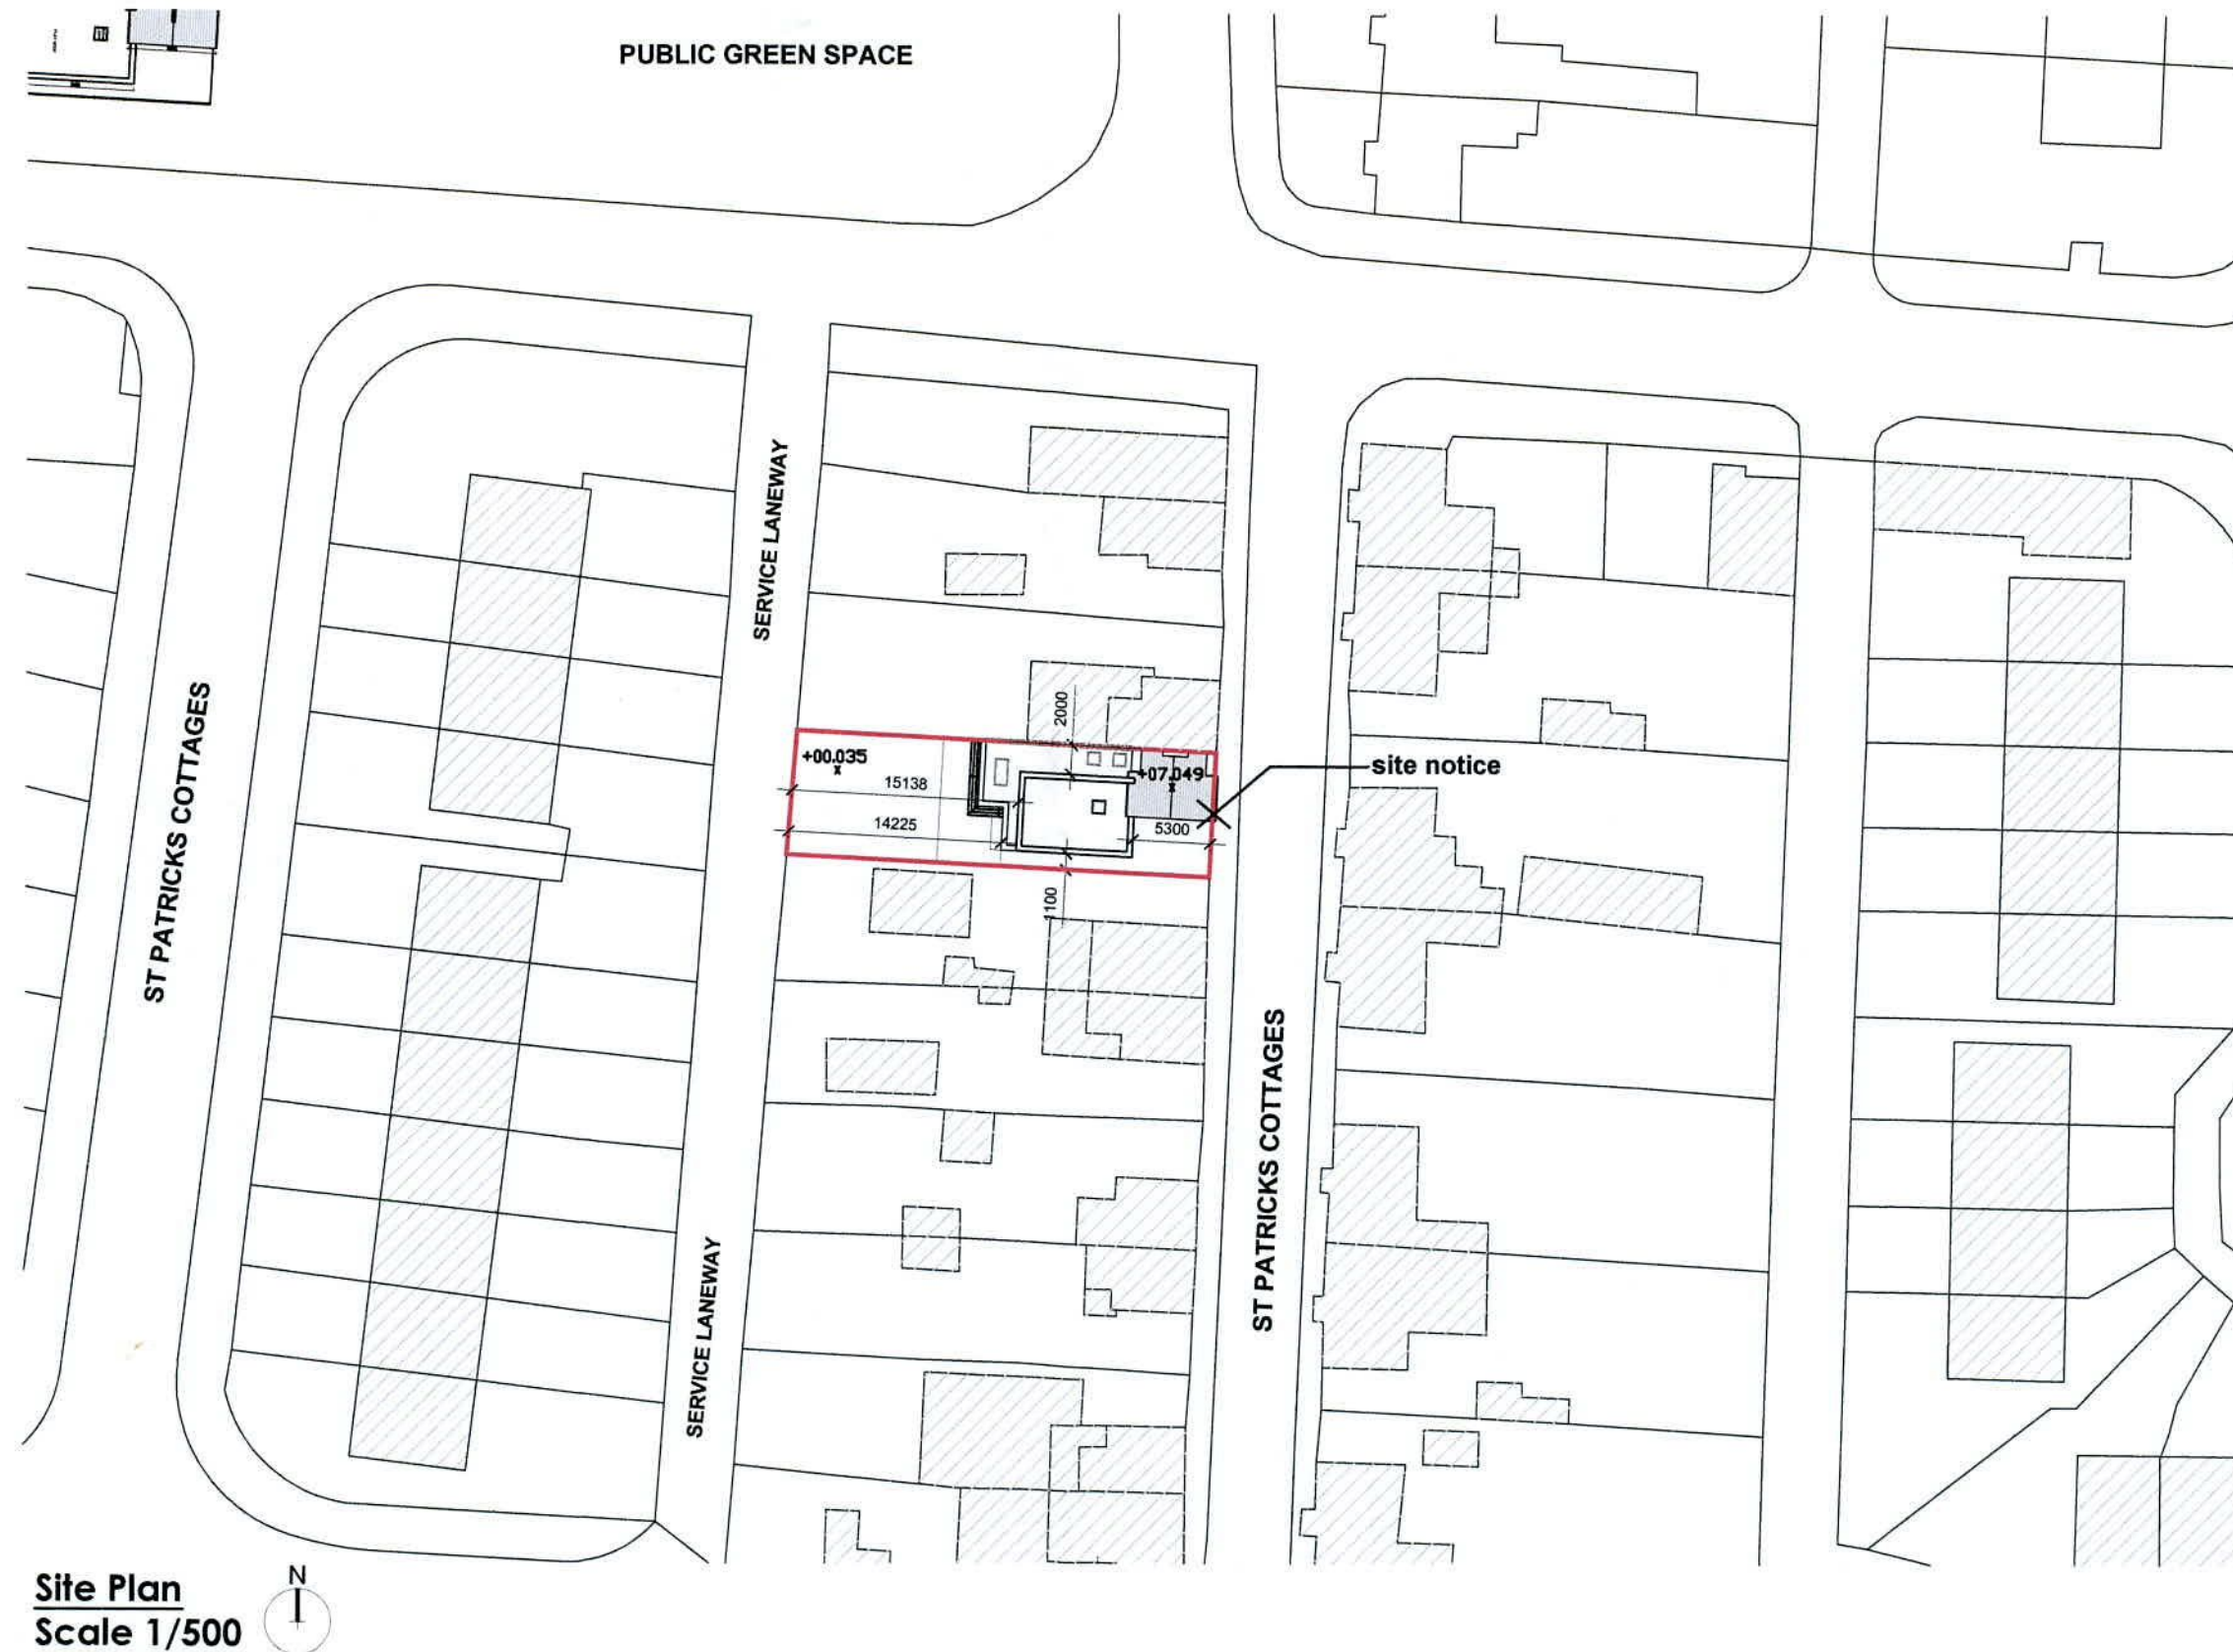 PUBLIC GREEN SPACE
SERVICE LANEWAY
ST PATRICKS COTTAGES
2000
+00.035
x
+07.049
x
site notice
15138
14225
5300
1100
ST PATRICKS COTTAGES
SERVICE LANEWAY
Site Plan
N
Scale 1/500